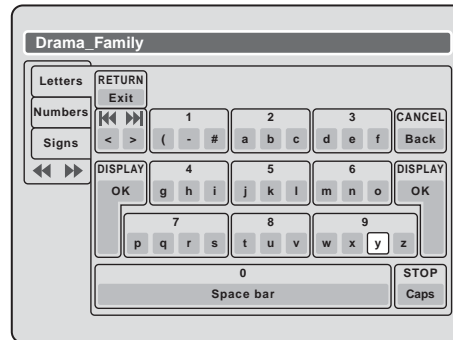 Drama_Family
Letters
Numbers
Signs
RETURN
Exit
< >
1
( - #
2
a b c
3
d e f
CANCEL
Back
DISPLAY
OK
4
g h i
5
j k l
6
m n o
DISPLAY
OK
7
p q r s
8
t u v
9
w x y z
0
Space bar
STOP
Caps